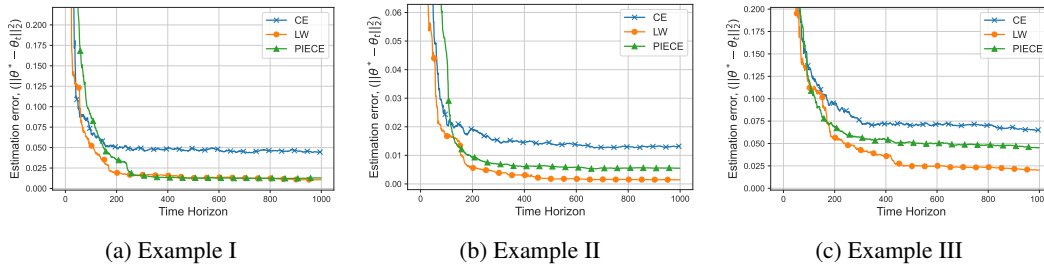 Estimation error, (||θ* − θ_t||₂²)
0.200
0.175
0.150
0.125
0.100
0.075
0.050
0.025
0.000
0 200 400 600 800 1000
Time Horizon
CE
LW
PIECE
(a) Example I
Estimation error, (||θ* − θ_t||₂²)
0.06
0.05
0.04
0.03
0.02
0.01
0.00
0 200 400 600 800 1000
Time Horizon
CE
LW
PIECE
(b) Example II
Estimation error, (||θ* − θ_t||₂²)
0.200
0.175
0.150
0.125
0.100
0.075
0.050
0.025
0.000
0 200 400 600 800 1000
Time Horizon
CE
LW
PIECE
(c) Example III